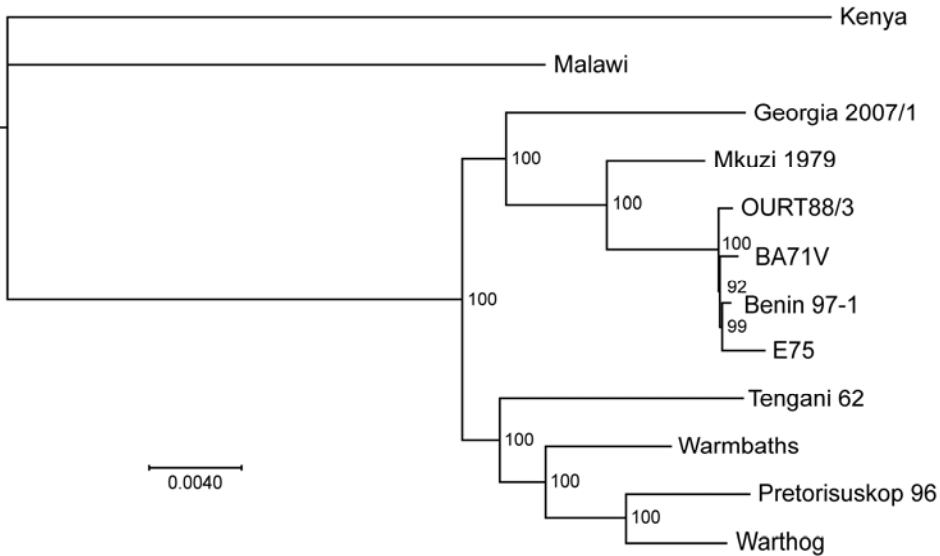 Kenya
Malawi
Georgia 2007/1
100
Mkuzi 1979
100
OURT88/3
100
BA71V
92
Benin 97-1
100
99
E75
Tengani 62
100
Warmbaths
100
0.0040
Pretorisuskop 96
100
Warthog